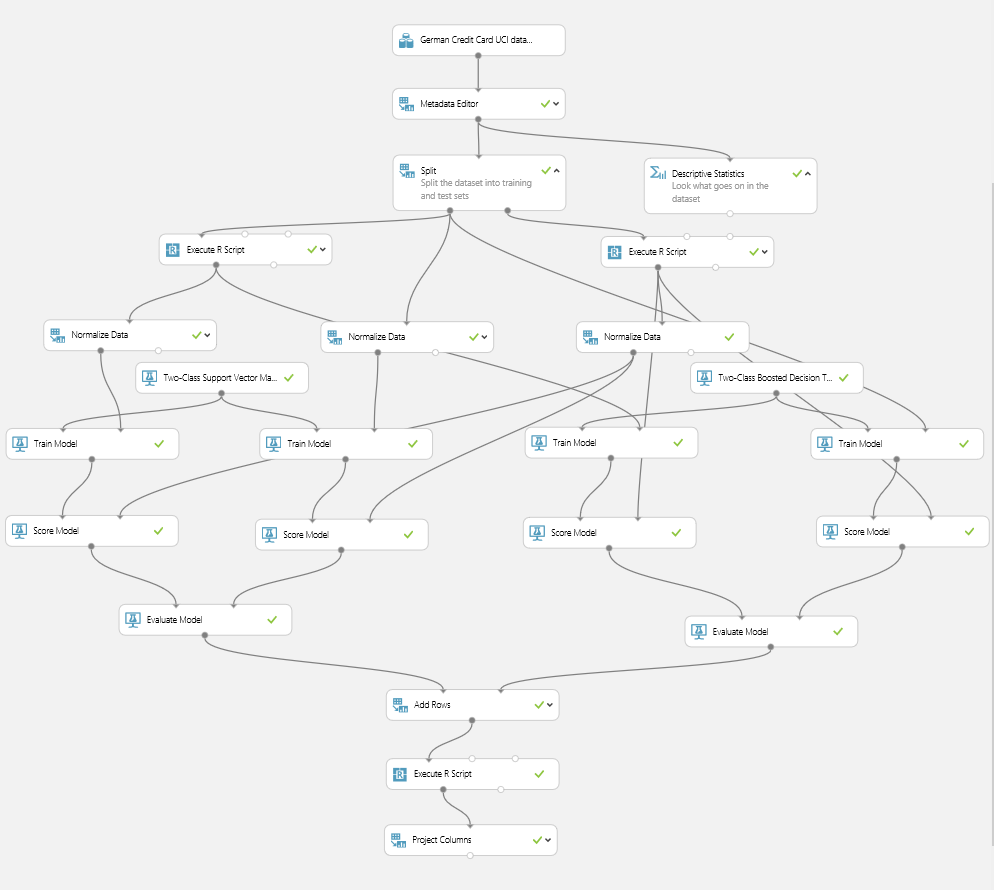 German Credit Card UCI data...
Metadata Editor
Split
Split the dataset into training
and test sets
Descriptive Statistics
Look what goes on in the
dataset
Execute R Script
Execute R Script
Normalize Data
Normalize Data
Normalize Data
Two-Class Support Vector Ma...
Two-Class Boosted Decision T...
Train Model
Train Model
Train Model
Train Model
Score Model
Score Model
Score Model
Score Model
Evaluate Model
Evaluate Model
Add Rows
Execute R Script
Project Columns